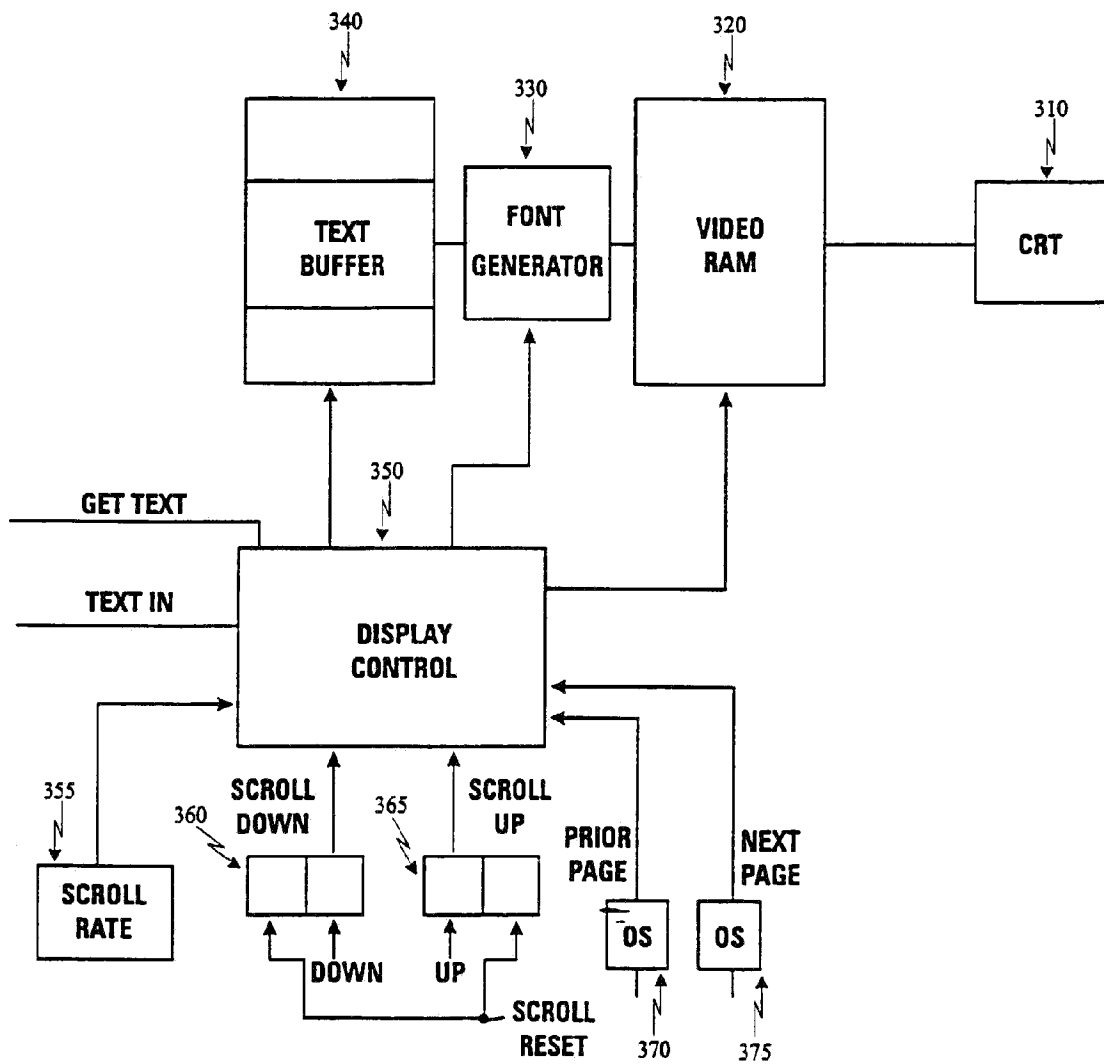 340
320
330
310
TEXT
BUFFER
FONT
GENERATOR
VIDEO
RAM
CRT
350
GET TEXT
TEXT IN
DISPLAY
CONTROL
355
360
SCROLL
DOWN
365
SCROLL
UP
PRIOR
PAGE
NEXT
PAGE
SCROLL
RATE
OS
OS
DOWN
UP
SCROLL
RESET
370
375